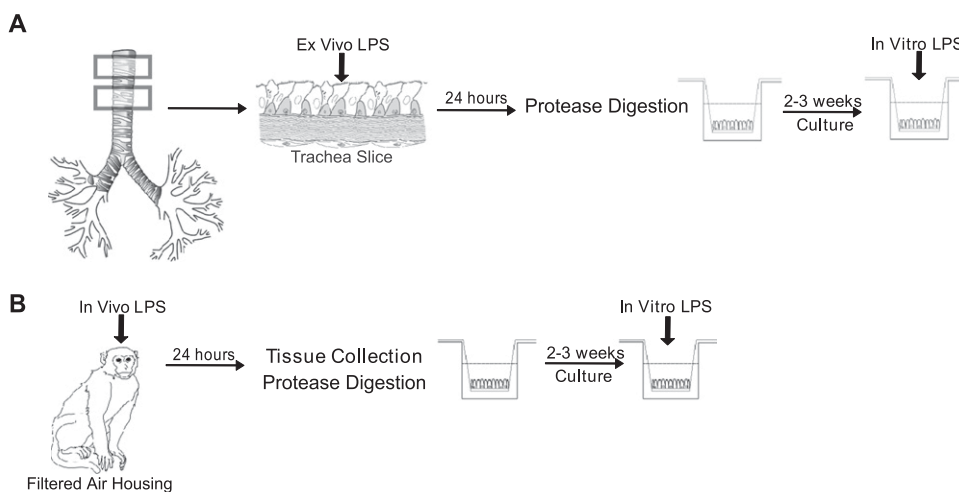 A
Ex Vivo LPS
Trachea Slice
24 hours
Protease Digestion
2-3 weeks
Culture
In Vitro LPS
B
In Vivo LPS
Filtered Air Housing
24 hours
Tissue Collection
Protease Digestion
2-3 weeks
Culture
In Vitro LPS